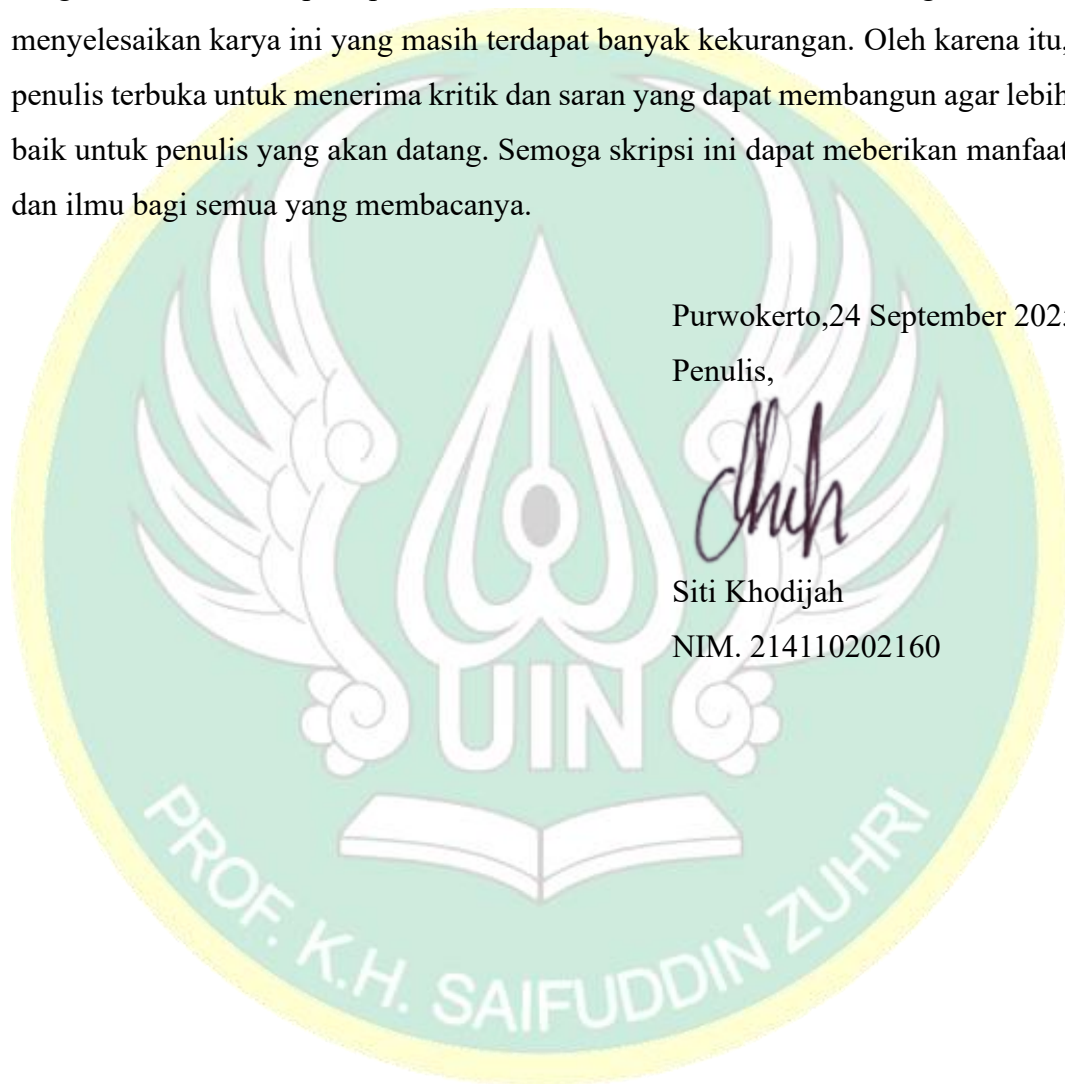 menyelesaikan karya ini yang masih terdapat banyak kekurangan. Oleh karena itu,
penulis terbuka untuk menerima kritik dan saran yang dapat membangun agar lebih
baik untuk penulis yang akan datang. Semoga skripsi ini dapat meberikan manfaat
dan ilmu bagi semua yang membacanya.
Purwokerto,24 September 202
Penulis,
Siti Khodijah
NIM. 214110202160
UIN
PROF. K.H. SAIFUDDIN ZUHRI